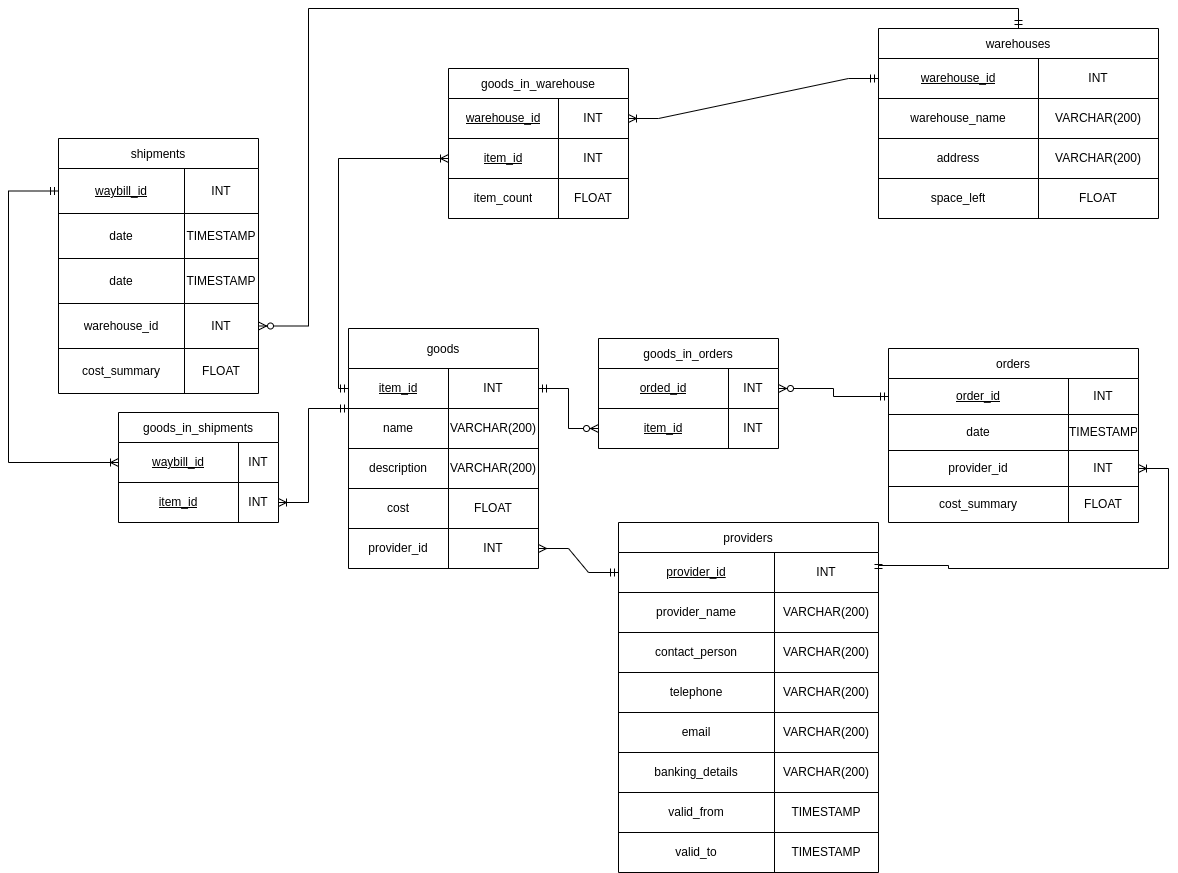 warehouses
warehouse_id INT
warehouse_name VARCHAR(200)
address VARCHAR(200)
space_left FLOAT
goods_in_warehouse
warehouse_id INT
item_id INT
item_count FLOAT
shipments
waybill_id INT
date TIMESTAMP
date TIMESTAMP
warehouse_id INT
cost_summary FLOAT
goods_in_shipments
waybill_id INT
item_id INT
goods
item_id INT
name VARCHAR(200)
description VARCHAR(200)
cost FLOAT
provider_id INT
goods_in_orders
orded_id INT
item_id INT
orders
order_id INT
date TIMESTAMP
provider_id INT
cost_summary FLOAT
providers
provider_id INT
provider_name VARCHAR(200)
contact_person VARCHAR(200)
telephone VARCHAR(200)
email VARCHAR(200)
banking_details VARCHAR(200)
valid_from TIMESTAMP
valid_to TIMESTAMP